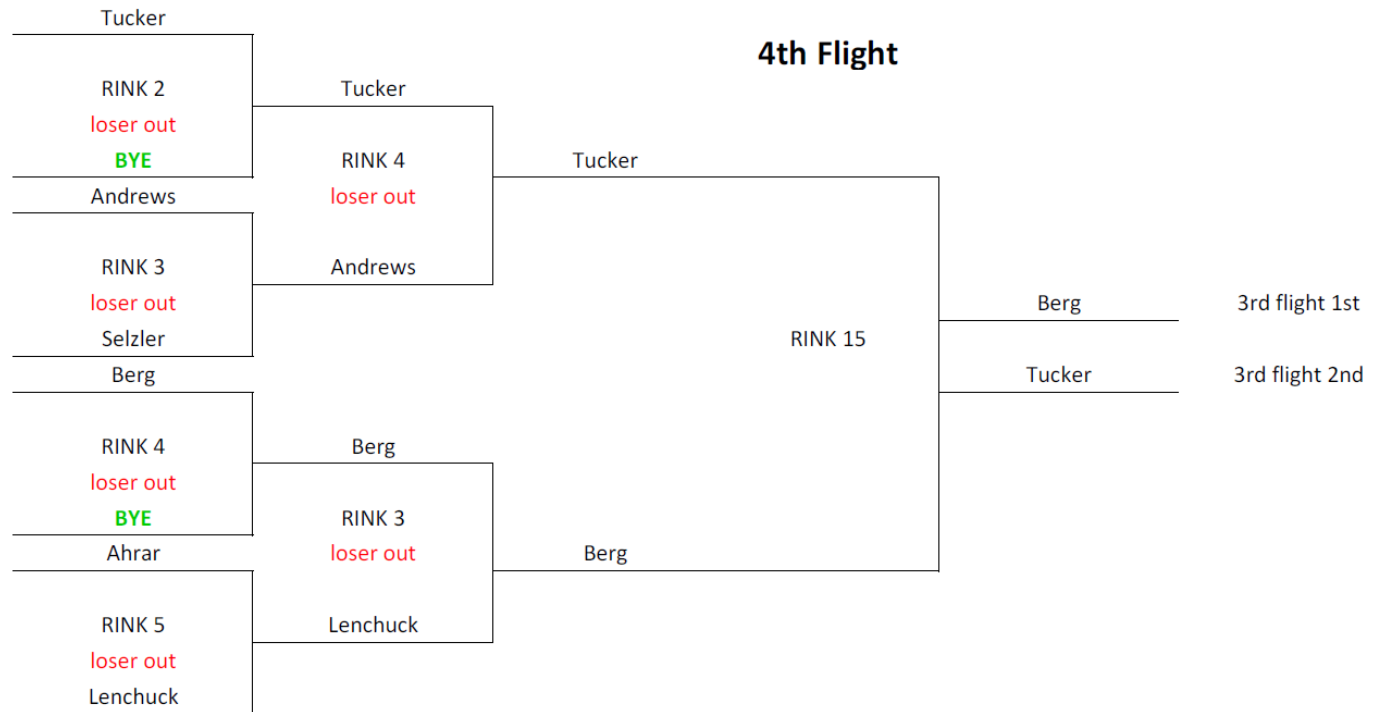 Tucker
4th Flight
RINK 2
Tucker
loser out
BYE
RINK 4
Tucker
Andrews
loser out
RINK 3
Andrews
loser out
Berg
3rd flight 1st
Selzler
RINK 15
Berg
Tucker
3rd flight 2nd
RINK 4
Berg
loser out
BYE
RINK 3
Ahrar
loser out
Berg
RINK 5
Lenchuck
loser out
Lenchuck